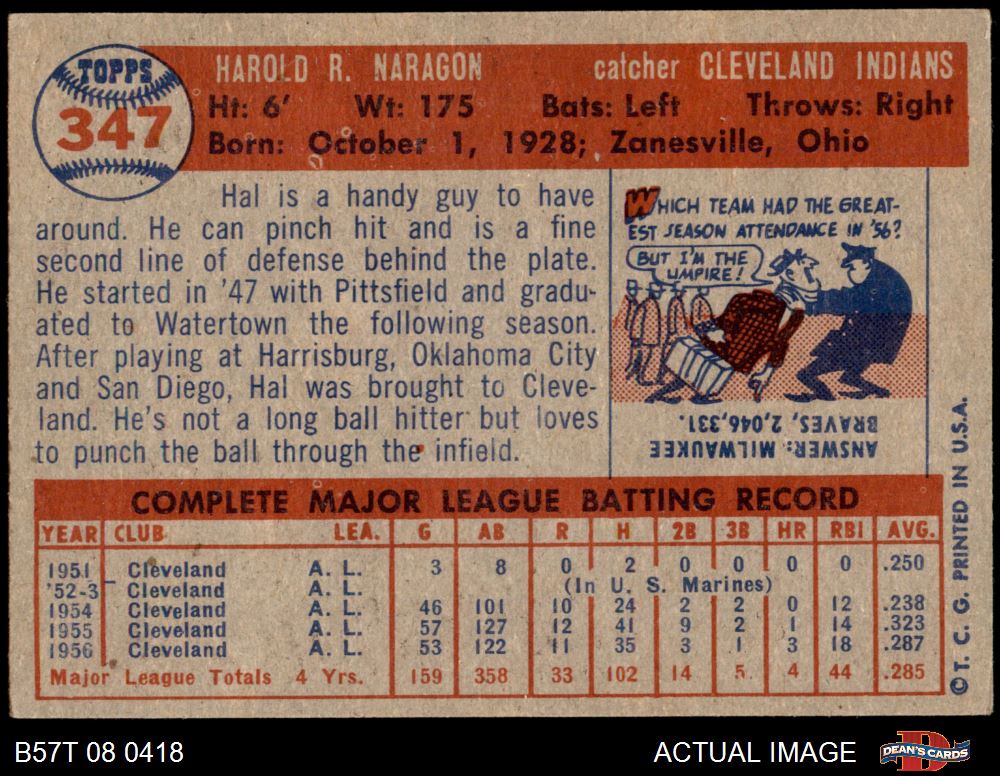 TOPPS
347
HAROLD R. NARAGON catcher CLEVELAND INDIANS
Ht: 6' Wt: 175 Bats: Left Throws: Right
Born: October 1, 1928; Zanesville, Ohio
Hal is a handy guy to have
around. He can pinch hit and is a fine
second line of defense behind the plate.
He started in '47 with Pittsfield and gradu-
ated to Watertown the following season.
After playing at Harrisburg, Oklahoma City
and San Diego, Hal was brought to Cleve-
land. He's not a long ball hitter but loves
to punch the ball through the infield.
WHICH TEAM HAD THE GREAT-
EST SEASON ATTENDANCE IN '56?
BUT I'M THE
UMPIRE!
ANSWER: MILWAUKEE
BRAVES, 2,046,331.
COMPLETE MAJOR LEAGUE BATTING RECORD
YEAR CLUB LEA. G AB R H 2B 3B HR RBI AVG.
1951 Cleveland A. L. 3 8 0 2 0 0 0 0 .250
'52-3 Cleveland A. L. (In U. S. Marines)
1954 Cleveland A. L. 46 101 10 24 2 2 0 12 .238
1955 Cleveland A. L. 57 127 12 41 9 2 1 14 .323
1956 Cleveland A. L. 53 122 11 35 3 1 3 18 .287
Major League Totals 4 Yrs. 159 358 33 102 14 5 4 44 .285
© T. C. G. PRINTED IN U.S.A.
B57T 08 0418 ACTUAL IMAGE
DEAN'S CARDS